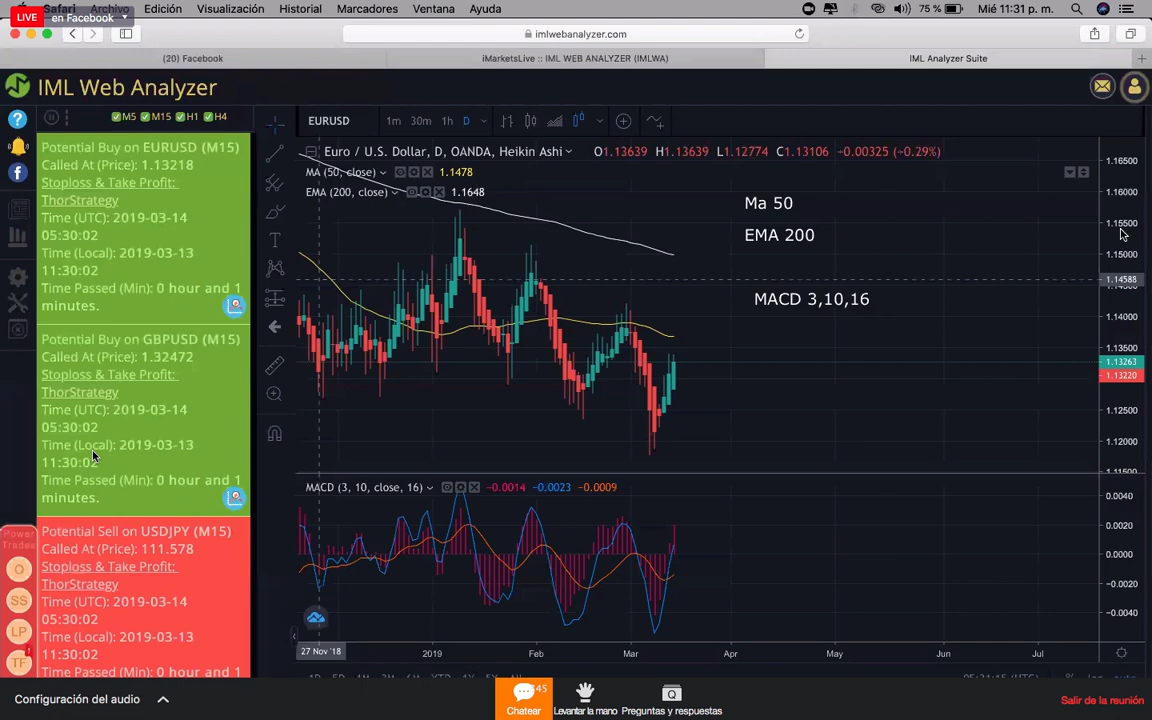 Safari Archivo Edición Visualización Historial Marcadores Ventana Ayuda
75 % Mié 11:31 p. m.
LIVE en Facebook
imlwebanalyzer.com
(20) Facebook
iMarketsLive :: IML WEB ANALYZER (IMLWA)
IML Analyzer Suite
IML Web Analyzer
M5 M15 H1 H4
Potential Buy on EURUSD (M15)
Called At (Price): 1.13218
Stoploss & Take Profit:
ThorStrategy
Time (UTC): 2019-03-14
05:30:02
Time (Local): 2019-03-13
11:30:02
Time Passed (Min): 0 hour and 1
minutes.
Potential Buy on GBPUSD (M15)
Called At (Price): 1.32472
Stoploss & Take Profit:
ThorStrategy
Time (UTC): 2019-03-14
05:30:02
Time (Local): 2019-03-13
11:30:02
Time Passed (Min): 0 hour and 1
minutes.
Potential Sell on USDJPY (M15)
Called At (Price): 111.578
Stoploss & Take Profit:
ThorStrategy
Time (UTC): 2019-03-14
05:30:02
Time (Local): 2019-03-13
11:30:02
Time Passed (Min): 0 hour and 1
Power
Trades
O
SS
LP
TF
EURUSD 1m 30m 1h D
Euro / U.S. Dollar, D, OANDA, Heikin Ashi O1.13639 H1.13639 L1.12774 C1.13106 −0.00325 (−0.29%)
MA (50, close) 1.1478
EMA (200, close) 1.1648
Ma 50
EMA 200
MACD 3,10,16
1.16500
1.16000
1.15500
1.15000
1.14588
1.14000
1.13500
1.13263
1.13220
1.12500
1.12000
1.11500
MACD (3, 10, close, 16) −0.0014 −0.0023 −0.0009
0.0040
0.0020
0.0000
−0.0020
−0.0040
27 Nov '18 2019 Feb Mar Apr May Jun Jul
Configuración del audio
Chatear
Levantar la mano
Preguntas y respuestas
Salir de la reunión